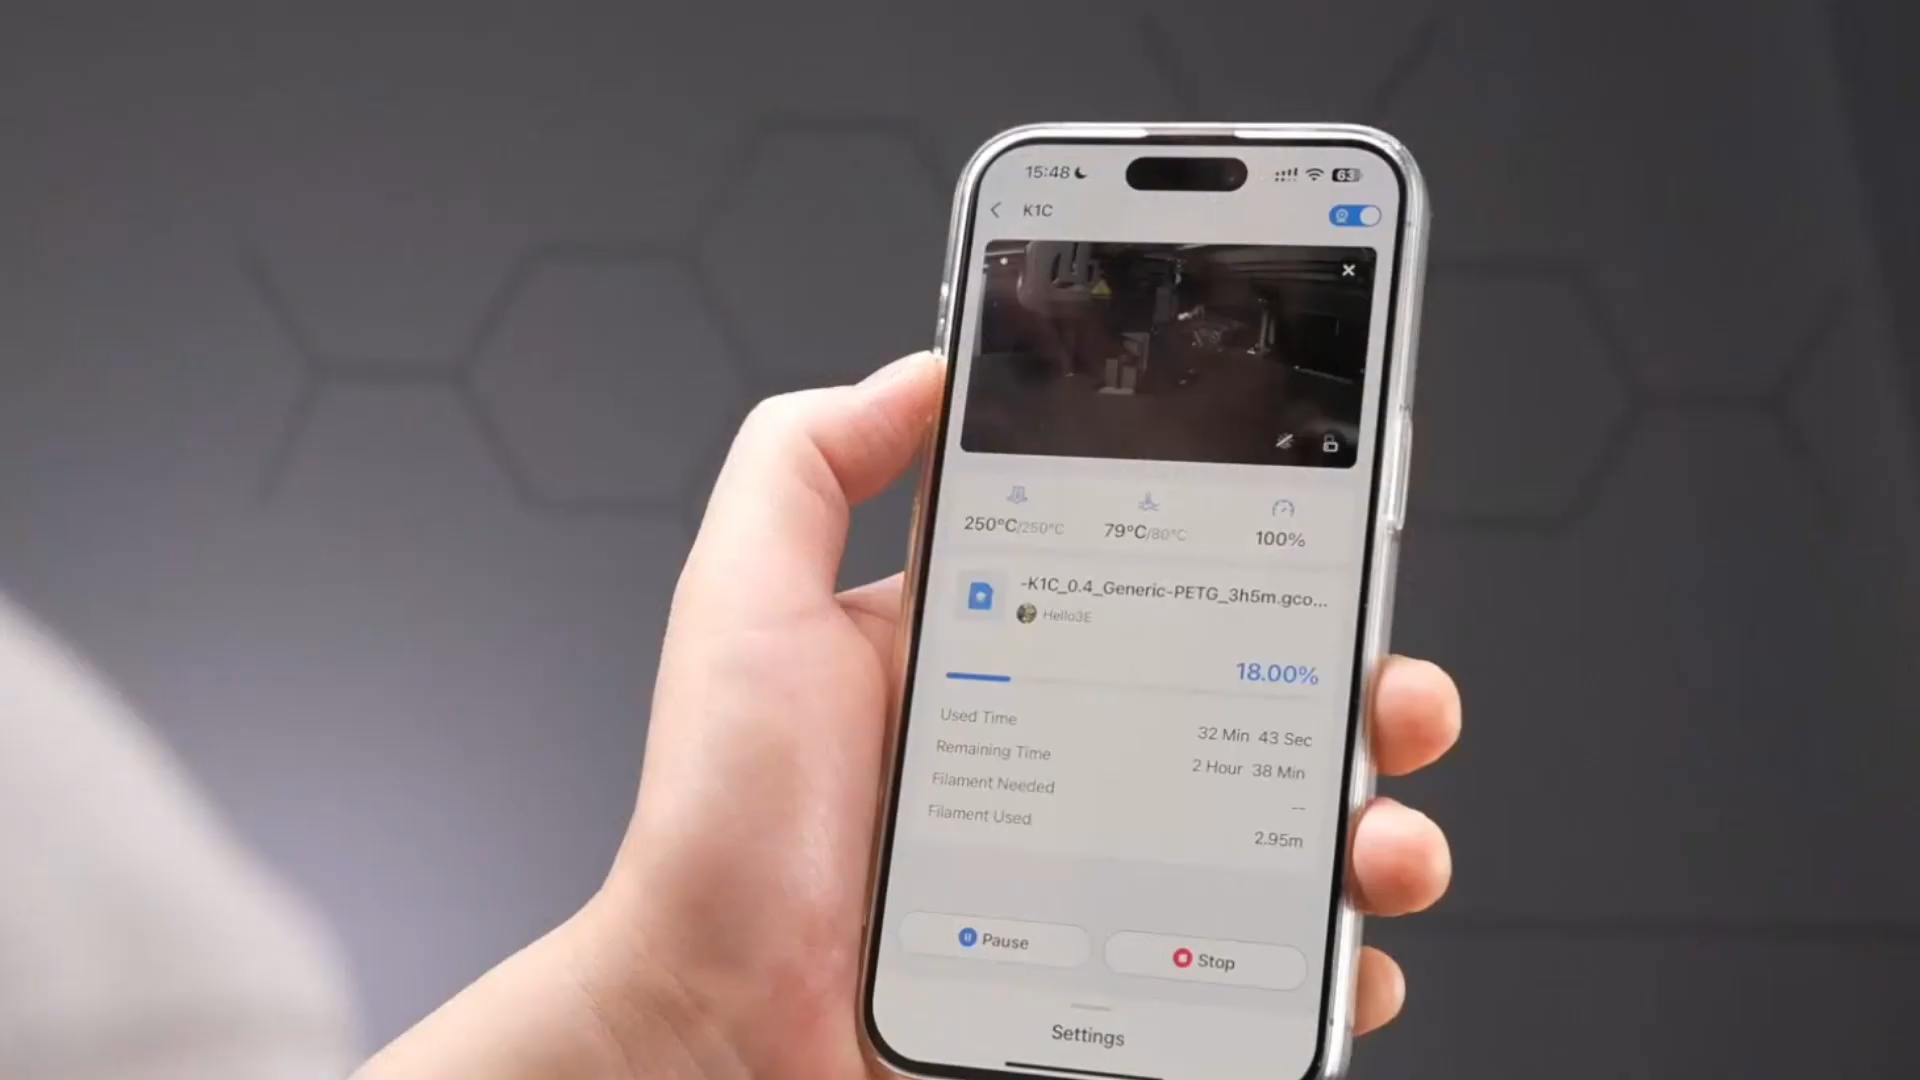 15:48 63
K1C
250°C/250°C 79°C/80°C 100%
-K1C_0.4_Generic-PETG_3h5m.gco...
Hello3E
18.00%
Used Time 32 Min 43 Sec
Remaining Time 2 Hour 38 Min
Filament Needed --
Filament Used 2.95m
Pause Stop
Settings